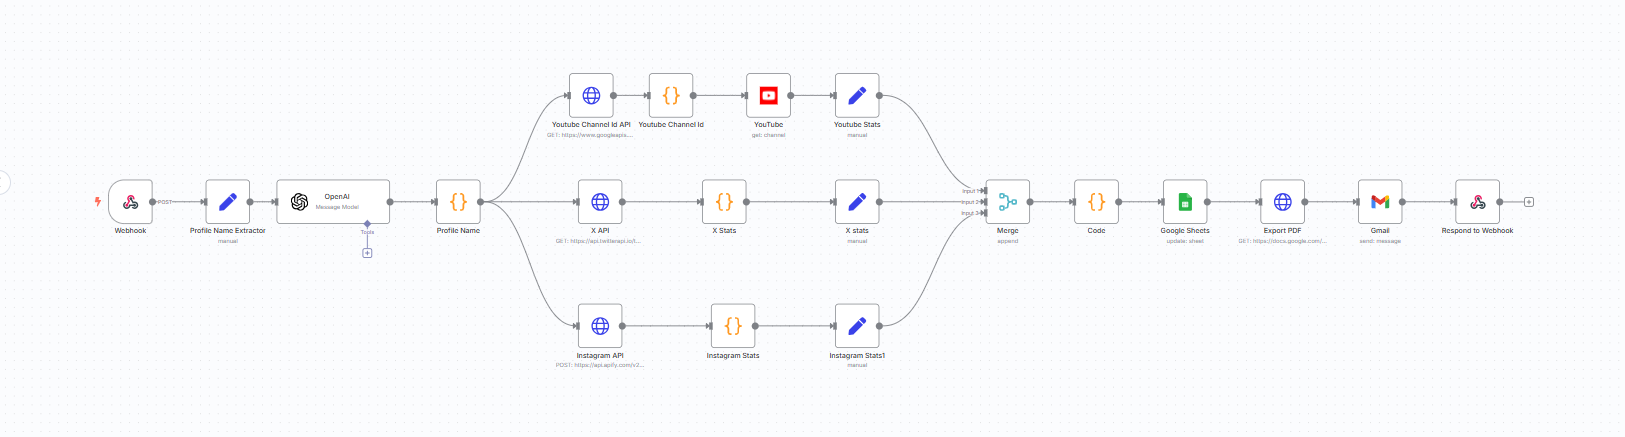 Youtube Channel Id API
GET: https://www.googleapis....
Youtube Channel Id
YouTube
get: channel
Youtube Stats
manual
POST
Webhook
Profile Name Extractor
manual
OpenAI
Message Model
Tools
Profile Name
X API
GET: https://api.twitterapi.io/t...
X Stats
X stats
manual
Input 1
Input 2
Input 3
Merge
append
Code
Google Sheets
update: sheet
Export PDF
GET: https://docs.google.com/...
Gmail
send: message
Respond to Webhook
Instagram API
POST: https://api.apify.com/v2...
Instagram Stats
Instagram Stats1
manual